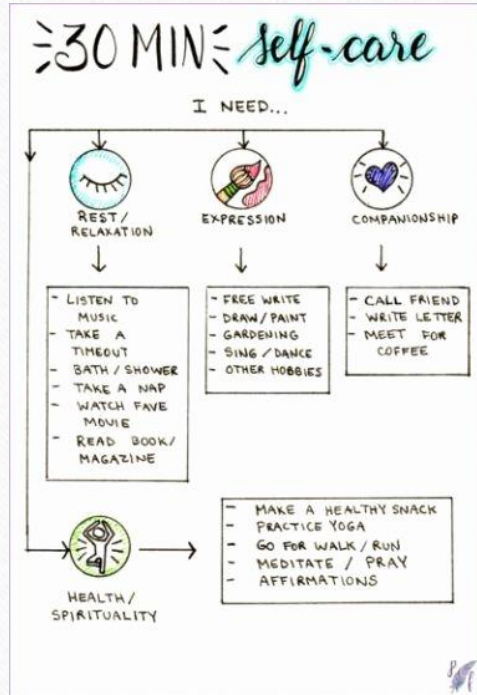 30 MIN self-care
I NEED...
REST/
RELAXATION
EXPRESSION
COMPANIONSHIP
- LISTEN TO
MUSIC
- TAKE A
TIMEOUT
- BATH / SHOWER
- TAKE A NAP
- WATCH FAVE
MOVIE
- READ BOOK/
MAGAZINE
- FREE WRITE
- DRAW/PAINT
- GARDENING
- SING / DANCE
- OTHER HOBBIES
- CALL FRIEND
- WRITE LETTER
- MEET FOR
COFFEE
HEALTH/
SPIRITUALITY
- MAKE A HEALTHY SNACK
- PRACTICE YOGA
- GO FOR WALK / RUN
- MEDITATE / PRAY
- AFFIRMATIONS